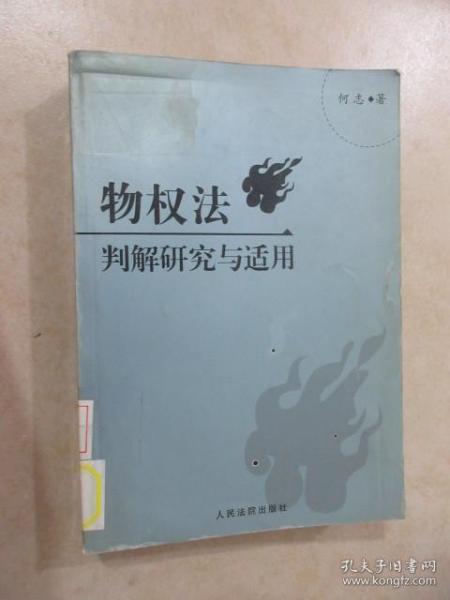 何志◆著
物权法
判解研究与适用
人民法院出版社
孔夫子旧书网
www.kongfz.com